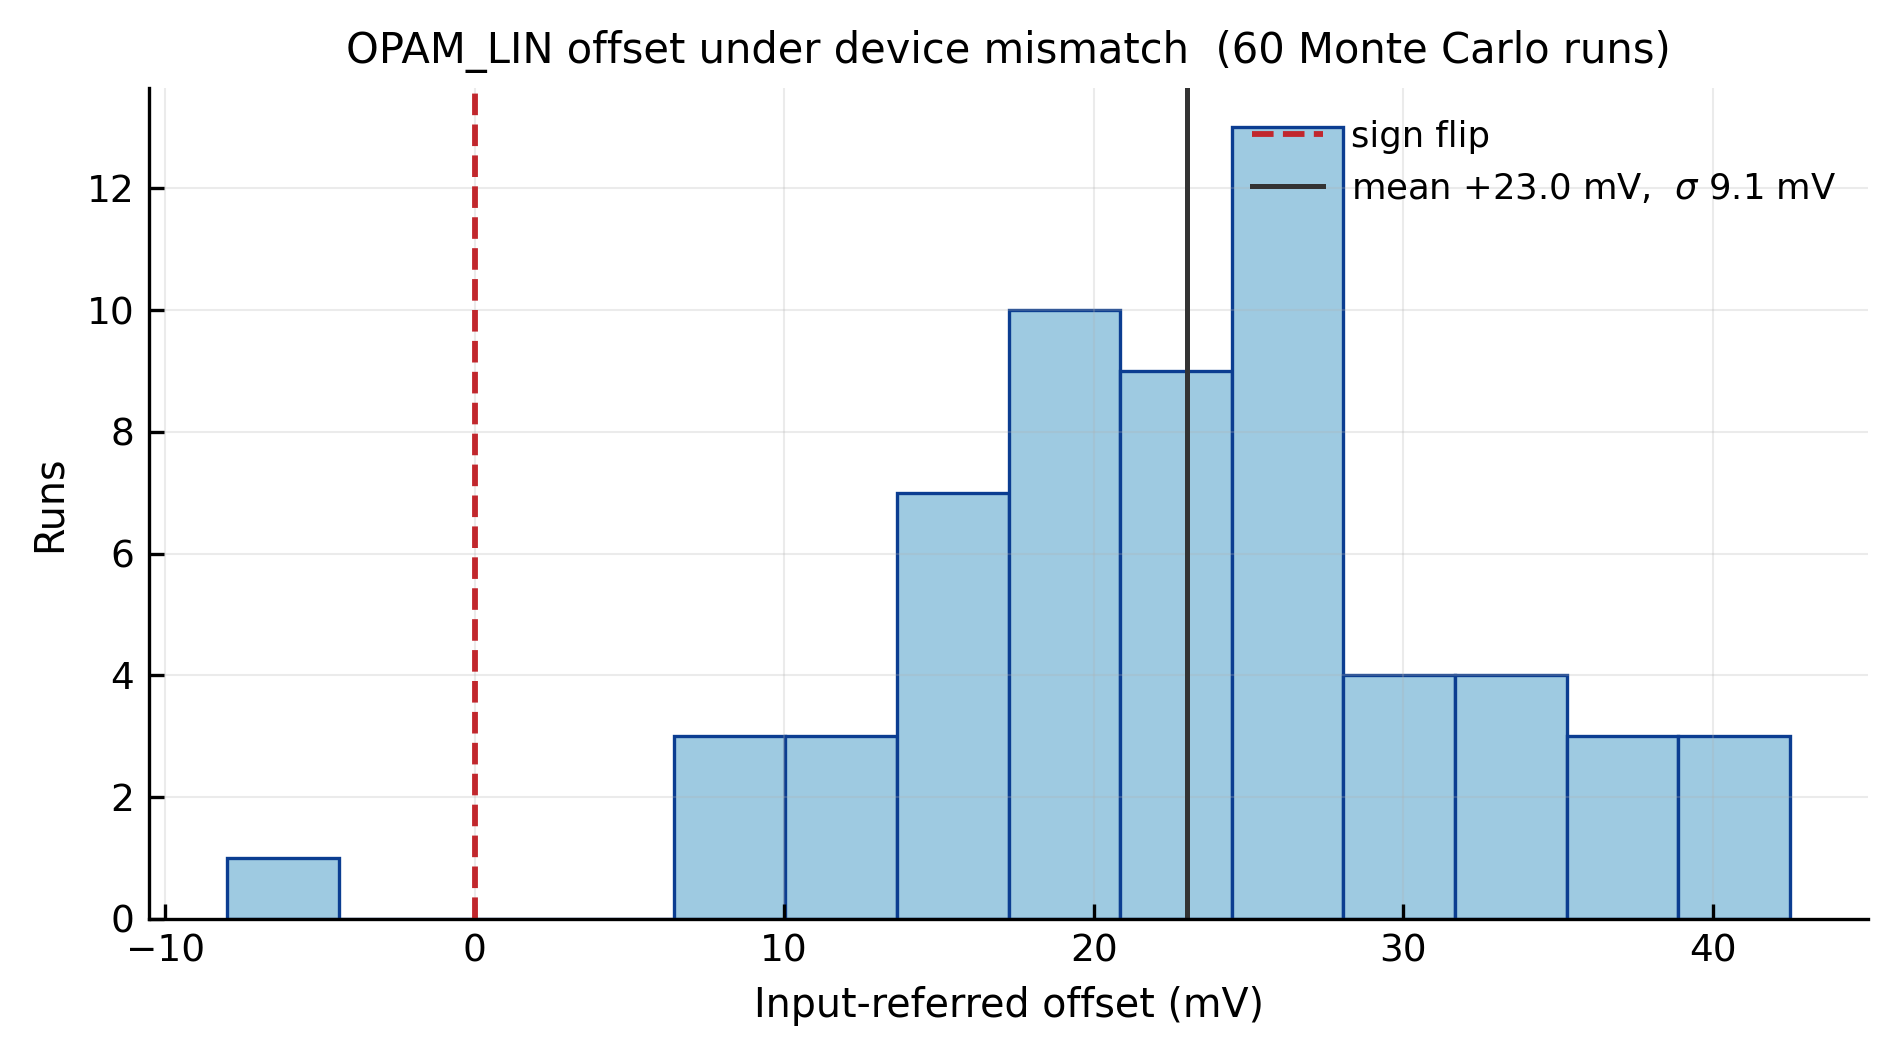 OPAM_LIN offset under device mismatch  (60 Monte Carlo runs)
sign flip
mean +23.0 mV,  σ 9.1 mV
Runs
12
10
8
6
4
2
0
−10 0 10 20 30 40
Input-referred offset (mV)